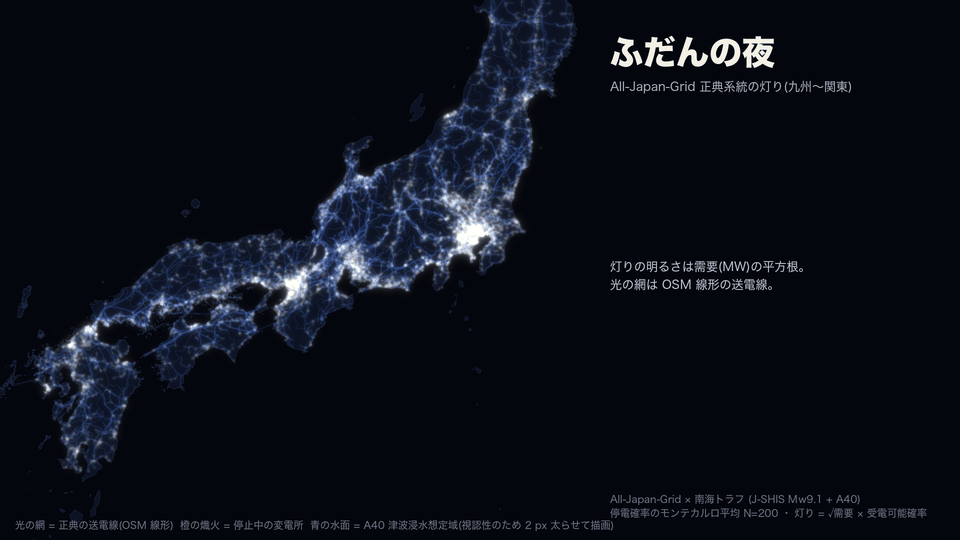 ふだんの夜
All-Japan-Grid 正典系統の灯り(九州〜関東)
灯りの明るさは需要(MW)の平方根。
光の網は OSM 線形の送電線。
All-Japan-Grid × 南海トラフ (J-SHIS Mw9.1 + A40)
停電確率のモンテカルロ平均 N=200 ・ 灯り = √需要 × 受電可能確率
光の網 = 正典の送電線(OSM 線形)  橙の熾火 = 停止中の変電所  青の水面 = A40 津波浸水想定域(視認性のため 2 px 太らせて描画)